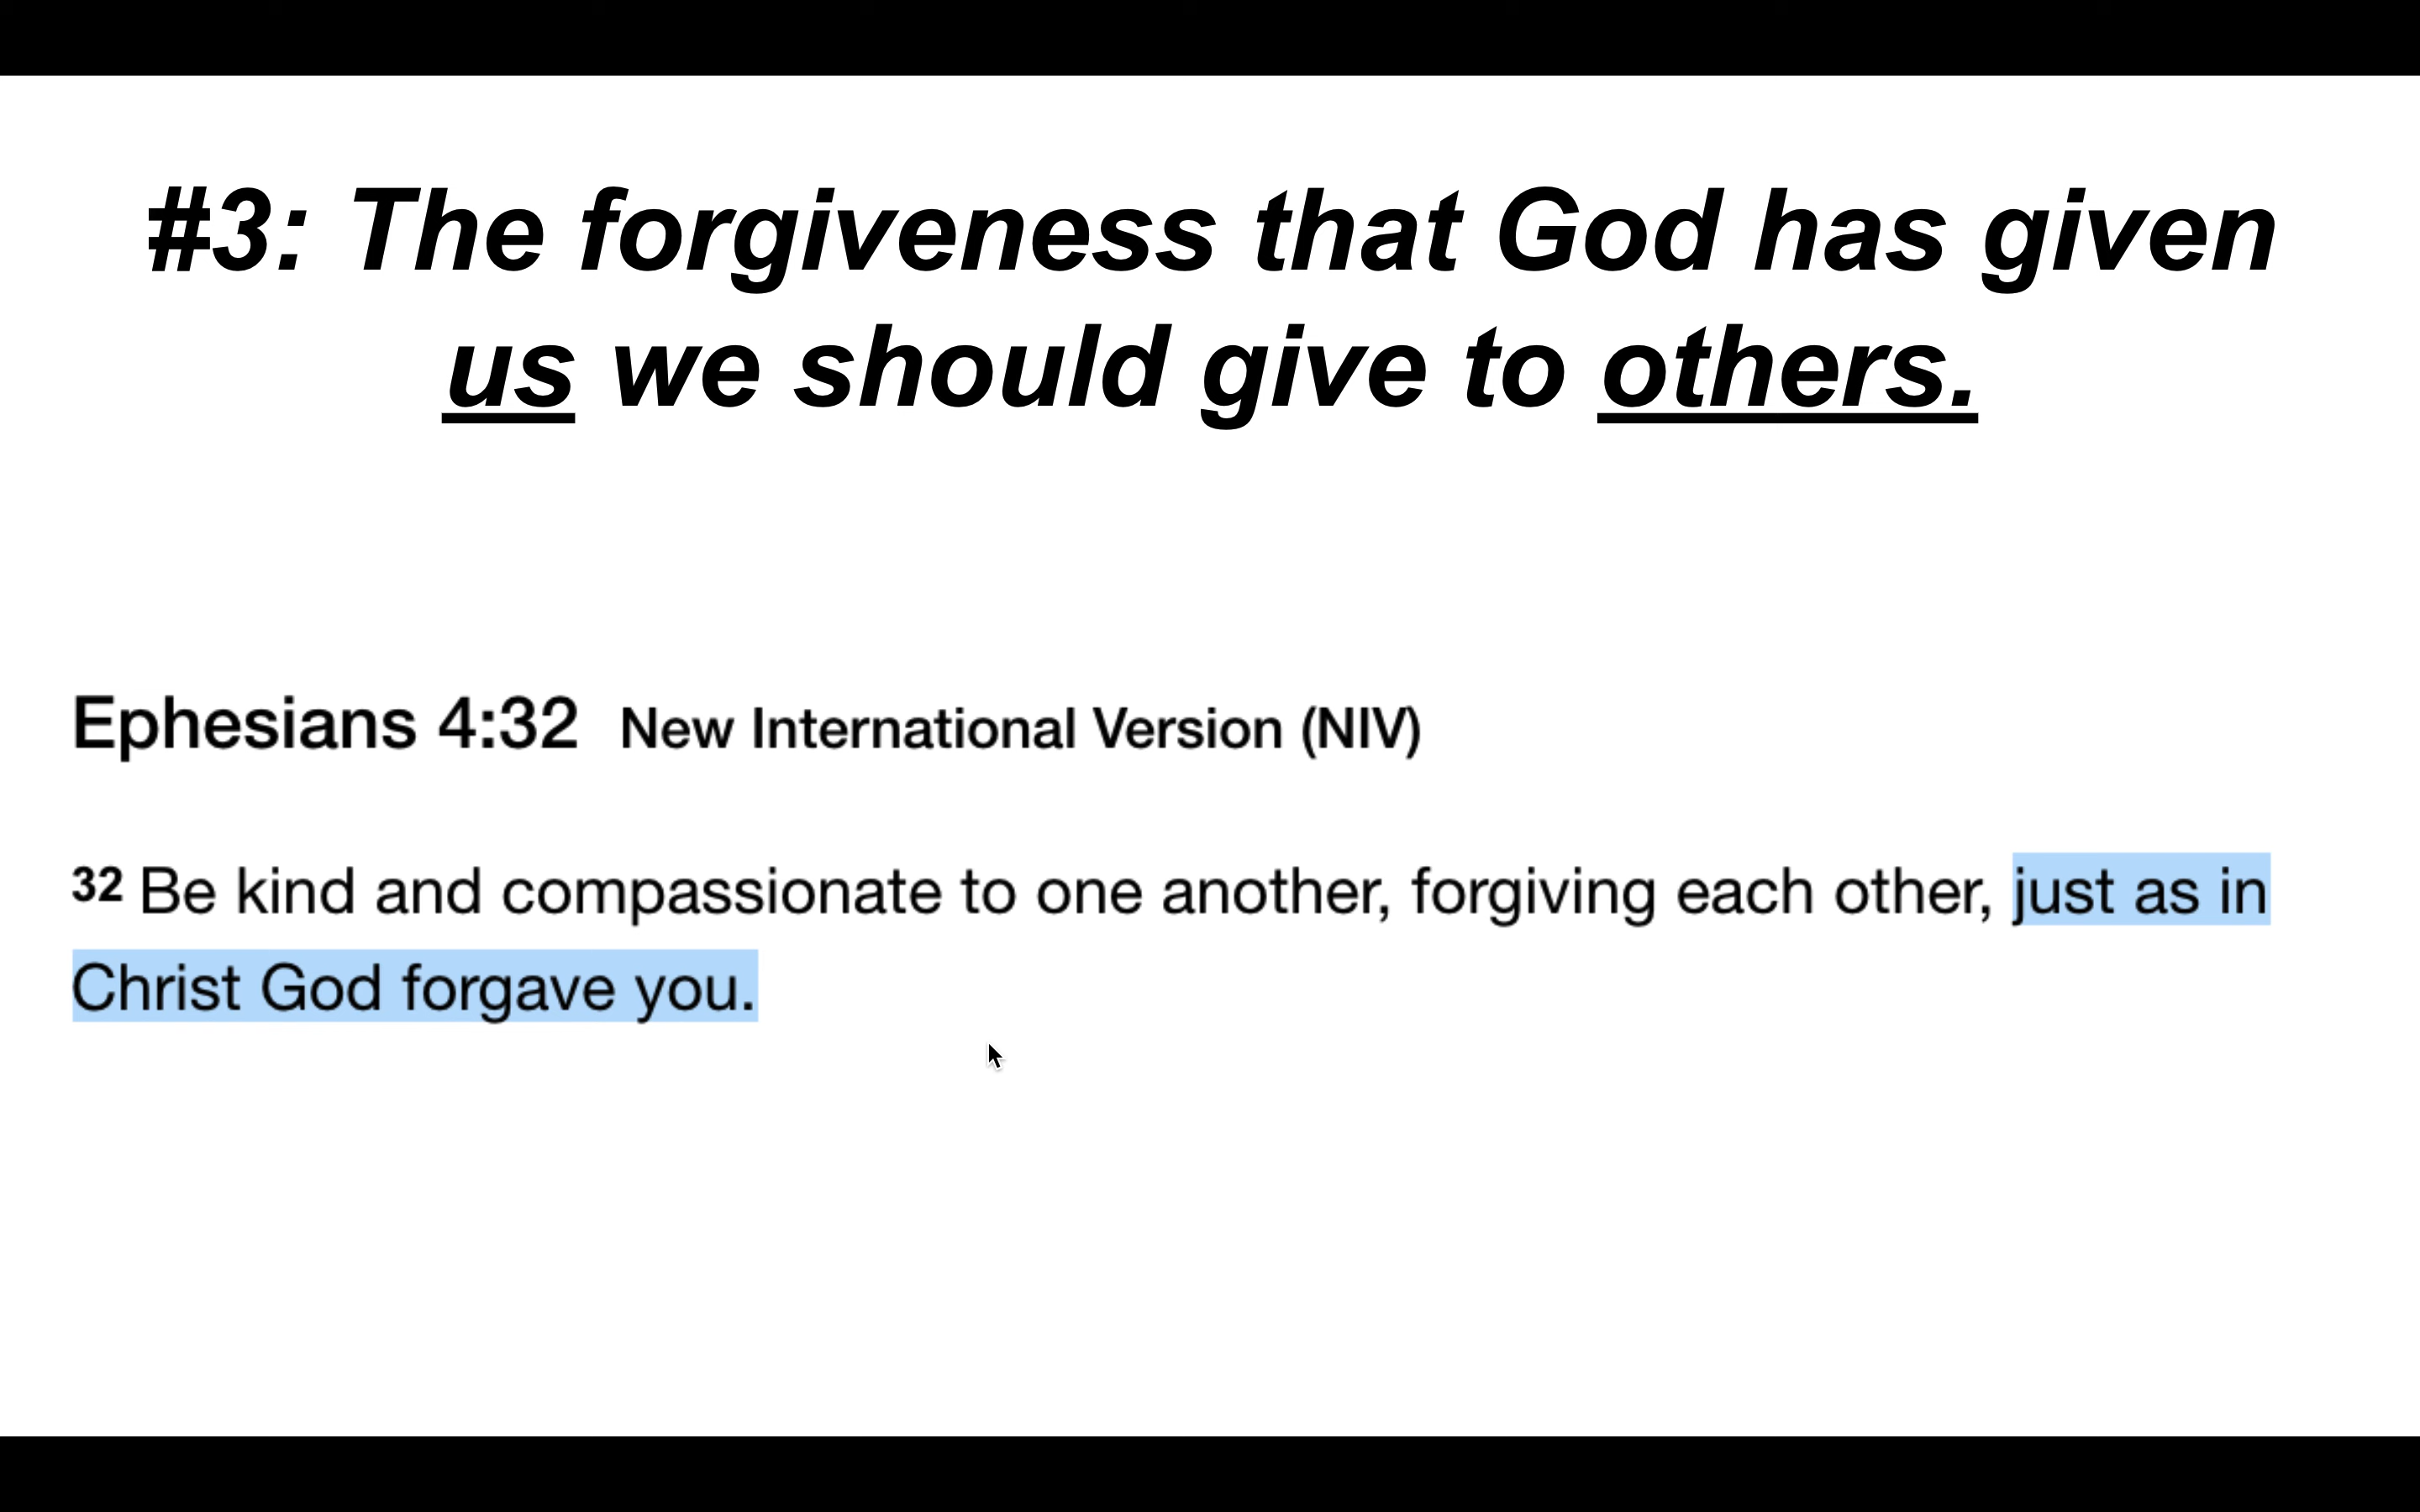 #3: The forgiveness that God has given
us we should give to others.
Ephesians 4:32 New International Version (NIV)
32 Be kind and compassionate to one another, forgiving each other, just as in
Christ God forgave you.